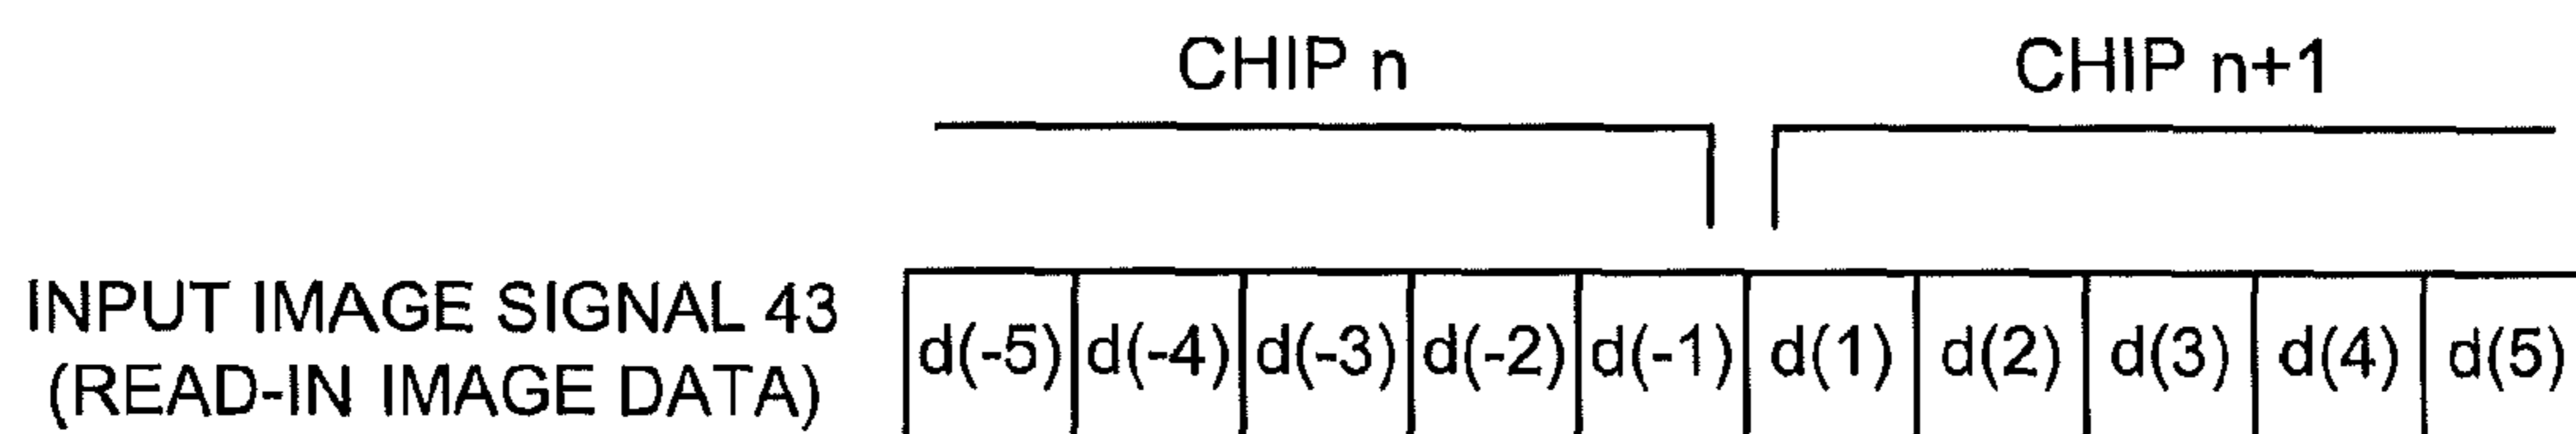 CHIP n CHIP n+1
INPUT IMAGE SIGNAL 43
(READ-IN IMAGE DATA)
d(-5) d(-4) d(-3) d(-2) d(-1) d(1) d(2) d(3) d(4) d(5)